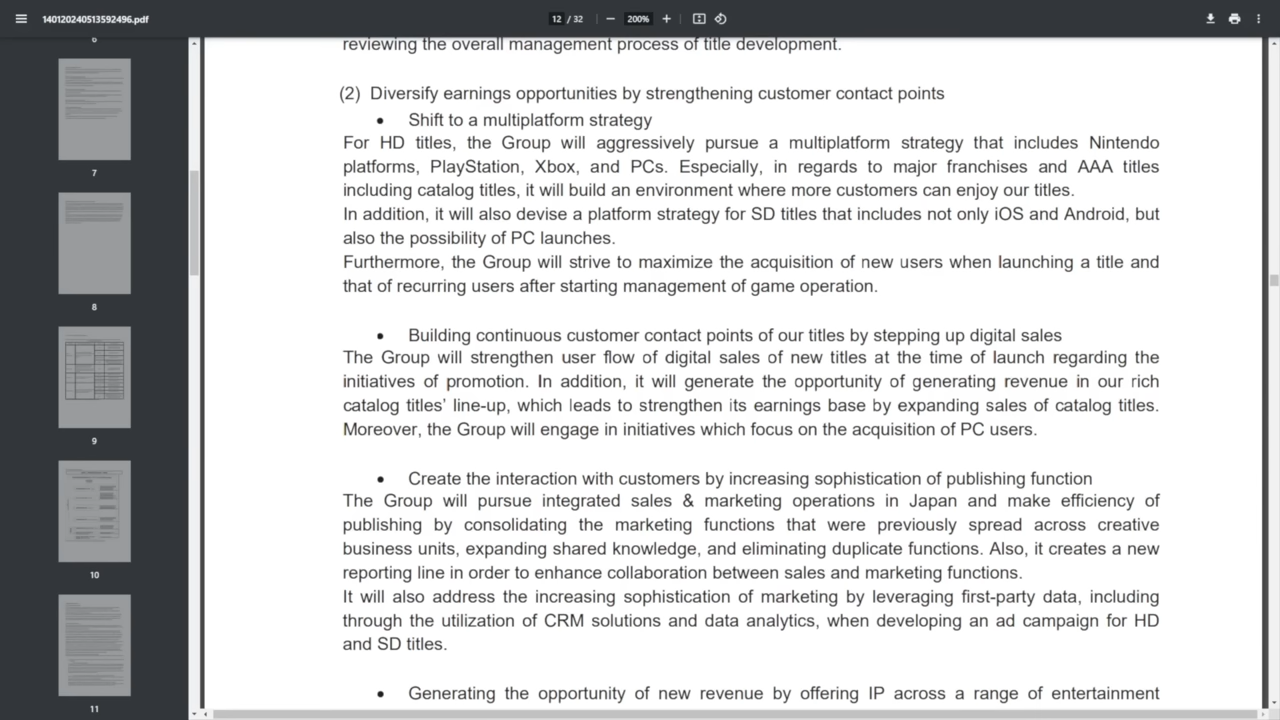 140120240513592496.pdf
12 / 32
200%
6
7
8
9
10
11
reviewing the overall management process of title development.
(2) Diversify earnings opportunities by strengthening customer contact points
• Shift to a multiplatform strategy
For HD titles, the Group will aggressively pursue a multiplatform strategy that includes Nintendo
platforms, PlayStation, Xbox, and PCs. Especially, in regards to major franchises and AAA titles
including catalog titles, it will build an environment where more customers can enjoy our titles.
In addition, it will also devise a platform strategy for SD titles that includes not only iOS and Android, but
also the possibility of PC launches.
Furthermore, the Group will strive to maximize the acquisition of new users when launching a title and
that of recurring users after starting management of game operation.
• Building continuous customer contact points of our titles by stepping up digital sales
The Group will strengthen user flow of digital sales of new titles at the time of launch regarding the
initiatives of promotion. In addition, it will generate the opportunity of generating revenue in our rich
catalog titles’ line-up, which leads to strengthen its earnings base by expanding sales of catalog titles.
Moreover, the Group will engage in initiatives which focus on the acquisition of PC users.
• Create the interaction with customers by increasing sophistication of publishing function
The Group will pursue integrated sales & marketing operations in Japan and make efficiency of
publishing by consolidating the marketing functions that were previously spread across creative
business units, expanding shared knowledge, and eliminating duplicate functions. Also, it creates a new
reporting line in order to enhance collaboration between sales and marketing functions.
It will also address the increasing sophistication of marketing by leveraging first-party data, including
through the utilization of CRM solutions and data analytics, when developing an ad campaign for HD
and SD titles.
• Generating the opportunity of new revenue by offering IP across a range of entertainment